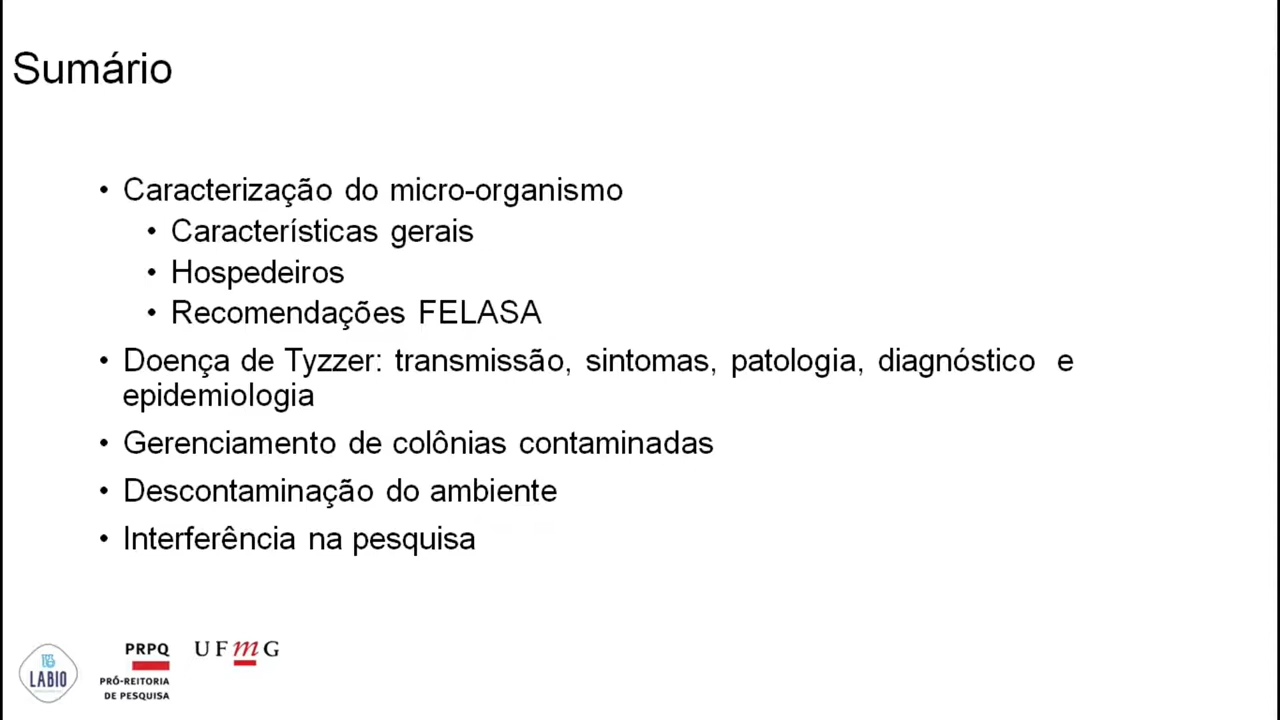 Sumário
• Caracterização do micro-organismo
• Características gerais
• Hospedeiros
• Recomendações FELASA
• Doença de Tyzzer: transmissão, sintomas, patologia, diagnóstico e
epidemiologia
• Gerenciamento de colônias contaminadas
• Descontaminação do ambiente
• Interferência na pesquisa
LABIO
PRPQ
PRÓ-REITORIA
DE PESQUISA
UFmG